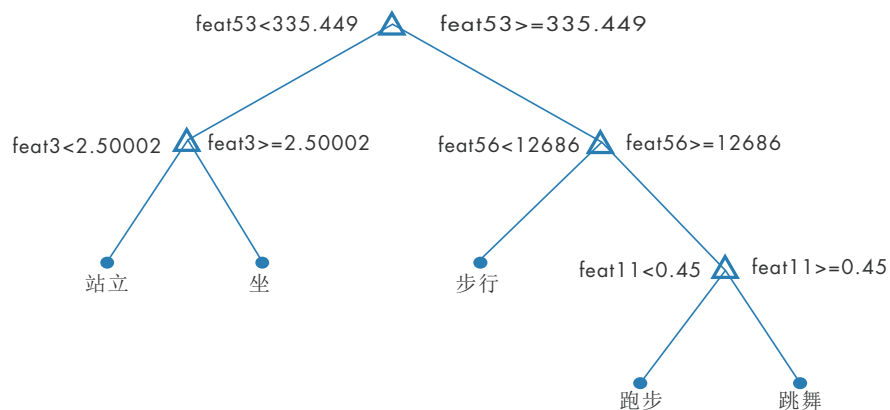 feat53<335.449 feat53>=335.449
feat3<2.50002 feat3>=2.50002 feat56<12686 feat56>=12686
站立 坐 步行 feat11<0.45 feat11>=0.45
跑步 跳舞